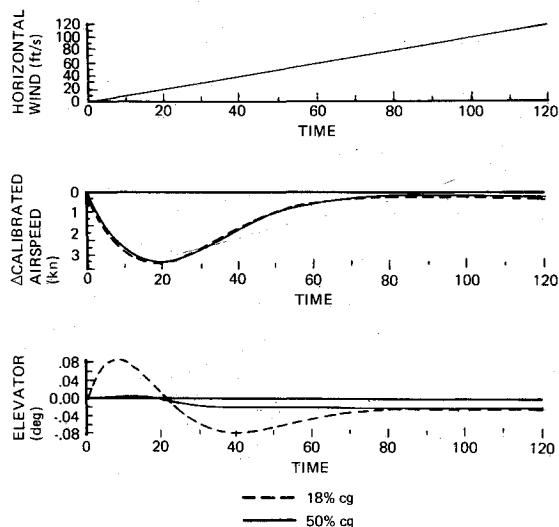 HORIZONTAL
WIND (ft/s)
120
100
80
60
40
20
0
0 20 40 60 80 100 120
TIME
ΔCALIBRATED
AIRSPEED
(kn)
0
1
2
3
0 20 40 60 80 100 120
TIME
ELEVATOR
(deg)
.08
.04
0.00
-.04
-.08
0 20 40 60 80 100 120
TIME
18% cg
50% cg